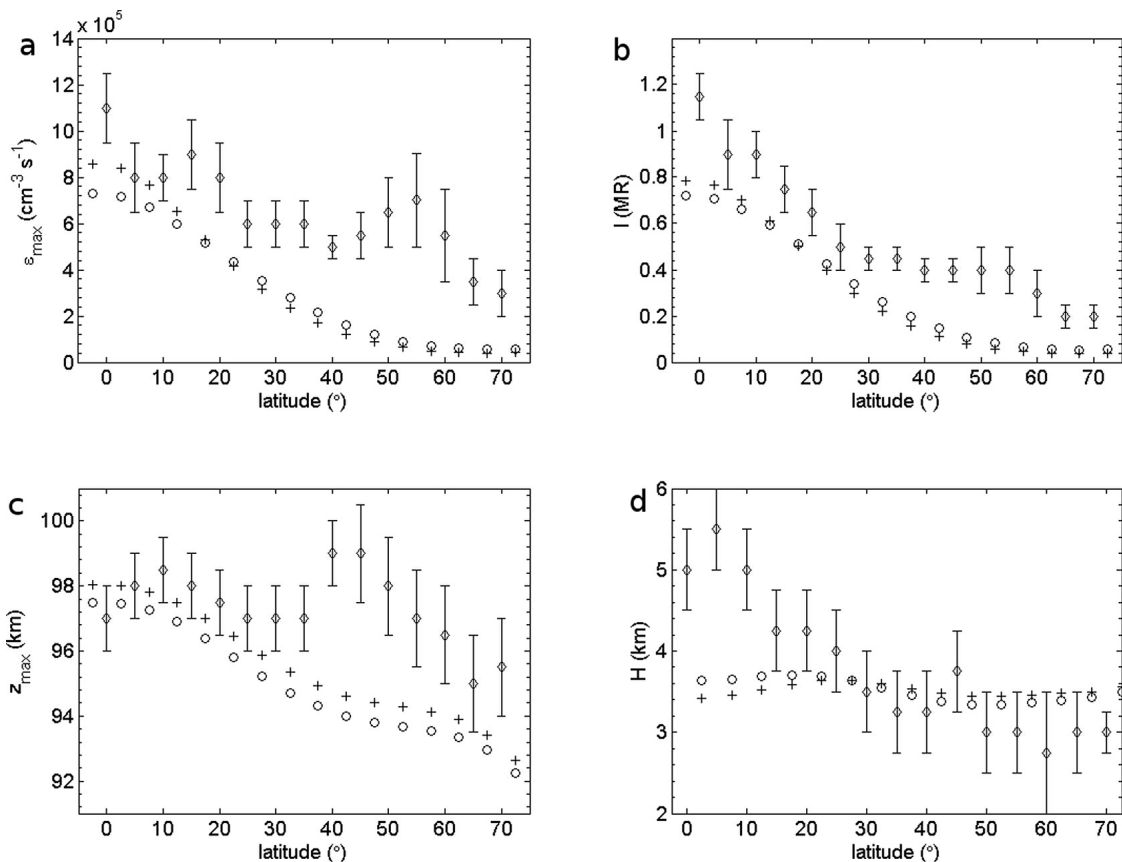 a
x 10⁵
14
12
10
8
6
4
2
0
ε_max (cm⁻³ s⁻¹)
0 10 20 30 40 50 60 70
latitude (°)
b
1.2
1
0.8
0.6
0.4
0.2
0
I (MR)
0 10 20 30 40 50 60 70
latitude (°)
c
100
98
96
94
92
z_max (km)
0 10 20 30 40 50 60 70
latitude (°)
d
6
5
4
3
2
H (km)
0 10 20 30 40 50 60 70
latitude (°)